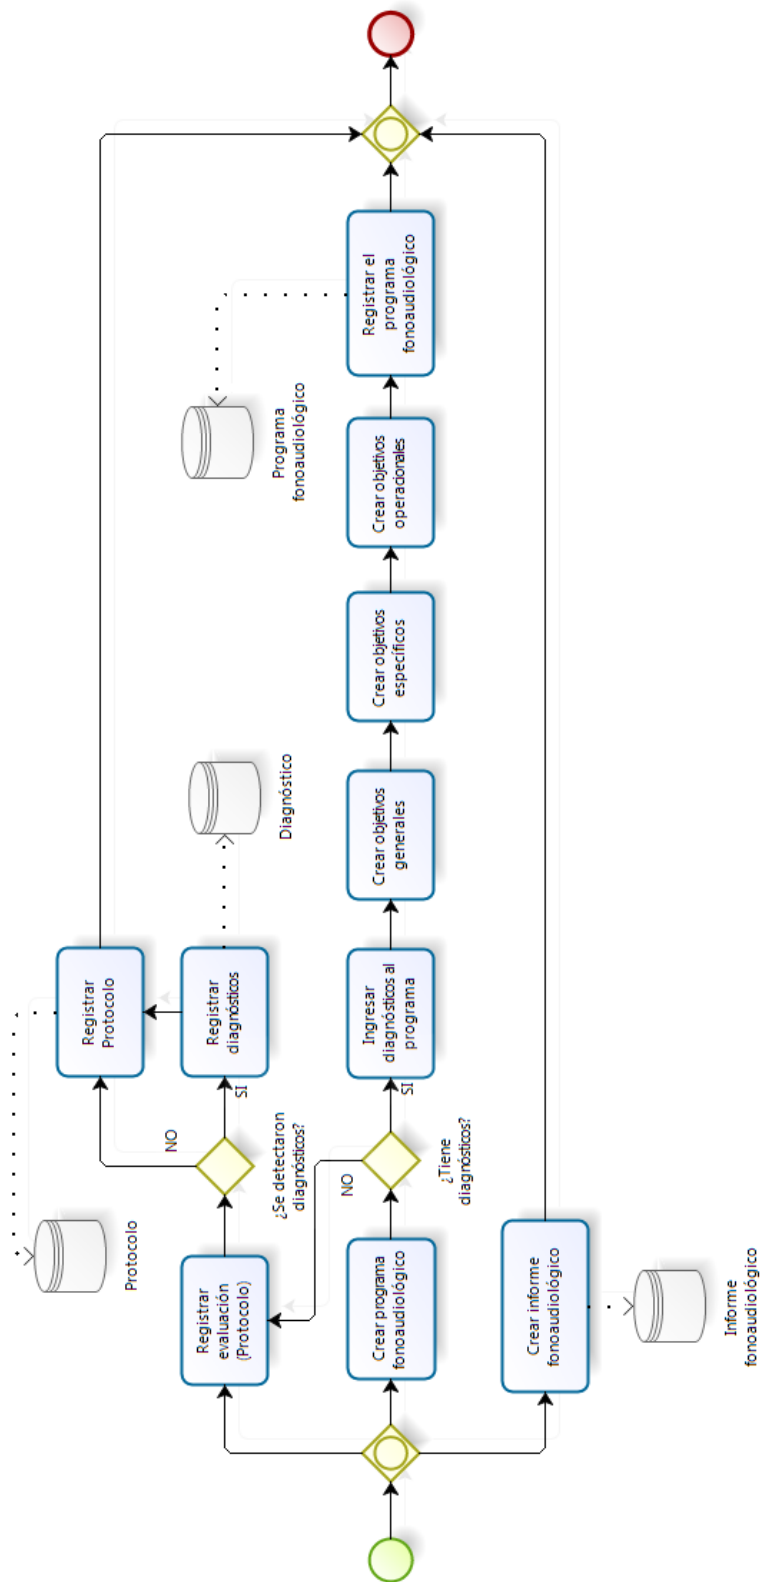 Protocolo
Registrar
Protocolo
NO
Registrar
evaluación
(Protocolo)
¿Se detectaron
diagnósticos?
SI
Registrar
diagnósticos
Diagnóstico
Programa
fonoaudiológico
NO
Crear programa
fonoaudiológico
¿Tiene
diagnósticos?
SI
Ingresar
diagnósticos al
programa
Crear objetivos
generales
Crear objetivos
específicos
Crear objetivos
operacionales
Registrar el
programa
fonoaudiológico
Crear informe
fonoaudiológico
Informe
fonoaudiológico